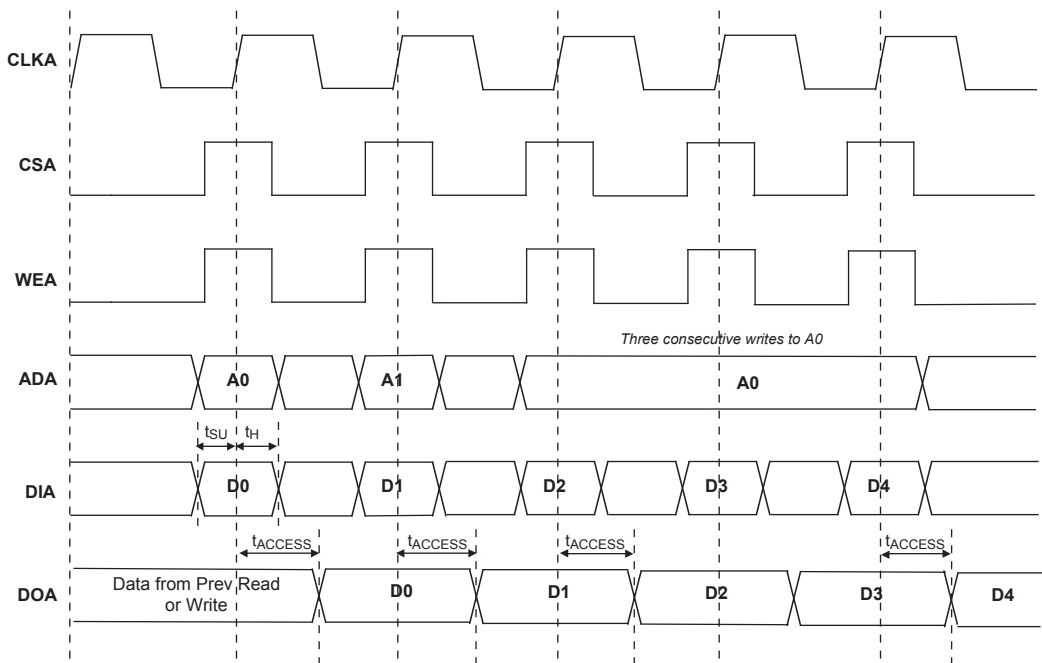 CLKA
CSA
WEA
Three consecutive writes to A0
ADA
A0
A1
A0
tSU
tH
DIA
D0
D1
D2
D3
D4
tACCESS
tACCESS
tACCESS
tACCESS
DOA
Data from Prev Read
or Write
D0
D1
D2
D3
D4